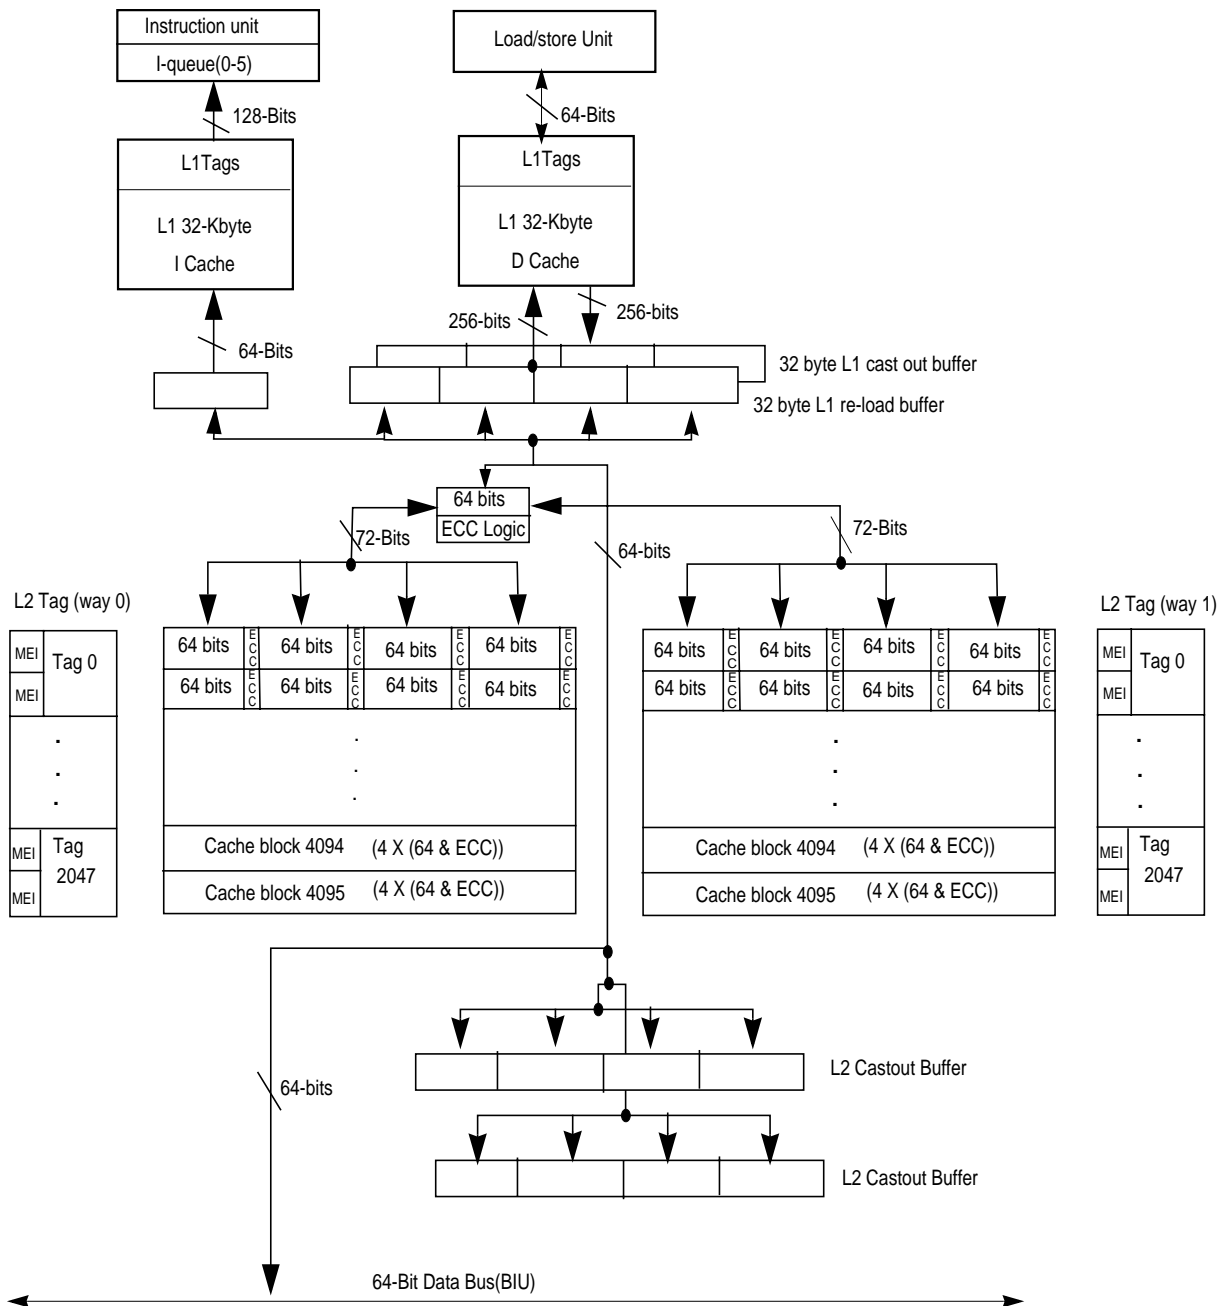 Instruction unit
I-queue(0-5)
Load/store Unit
128-Bits
64-Bits
L1Tags
L1 32-Kbyte
I Cache
L1Tags
L1 32-Kbyte
D Cache
256-bits
256-bits
64-Bits
32 byte L1 cast out buffer
32 byte L1 re-load buffer
64 bits
ECC Logic
72-Bits
64-bits
72-Bits
L2 Tag (way 0)
MEI
MEI
Tag 0
.
.
.
MEI
MEI
Tag
2047
64 bits ECC 64 bits ECC 64 bits ECC 64 bits ECC
64 bits ECC 64 bits ECC 64 bits ECC 64 bits ECC
.
.
.
Cache block 4094 (4 X (64 & ECC))
Cache block 4095 (4 X (64 & ECC))
64 bits ECC 64 bits ECC 64 bits ECC 64 bits ECC
64 bits ECC 64 bits ECC 64 bits ECC 64 bits ECC
.
.
.
Cache block 4094 (4 X (64 & ECC))
Cache block 4095 (4 X (64 & ECC))
L2 Tag (way 1)
MEI
MEI
Tag 0
.
.
.
MEI
MEI
Tag
2047
L2 Castout Buffer
64-bits
L2 Castout Buffer
64-Bit Data Bus(BIU)